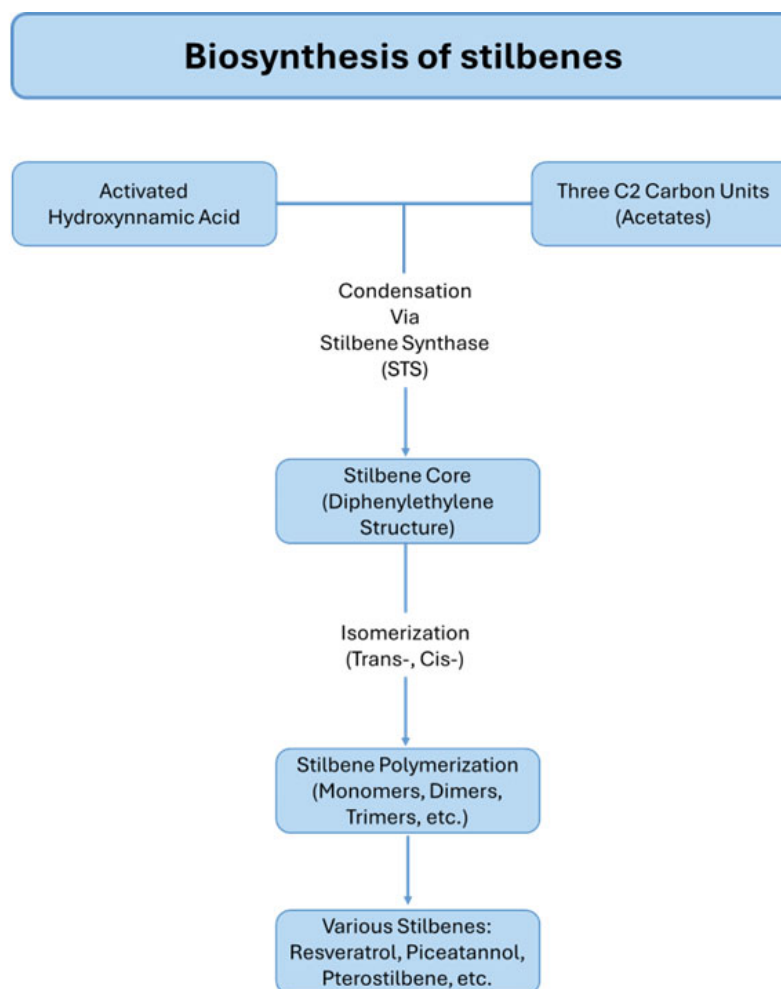 Biosynthesis of stilbenes
Activated
Hydroxynnamic Acid
Three C2 Carbon Units
(Acetates)
Condensation
Via
Stilbene Synthase
(STS)
Stilbene Core
(Diphenylethylene
Structure)
Isomerization
(Trans-, Cis-)
Stilbene Polymerization
(Monomers, Dimers,
Trimers, etc.)
Various Stilbenes:
Resveratrol, Piceatannol,
Pterostilbene, etc.